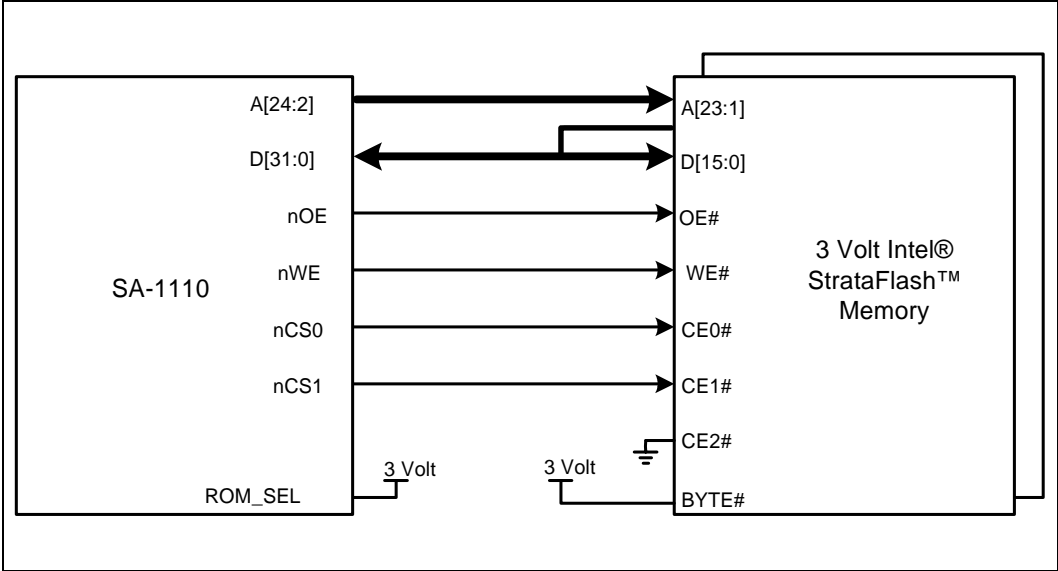 SA-1110
A[24:2]
D[31:0]
nOE
nWE
nCS0
nCS1
ROM_SEL
3 Volt
3 Volt
A[23:1]
D[15:0]
OE#
WE#
CE0#
CE1#
CE2#
BYTE#
3 Volt Intel®
StrataFlash™
Memory